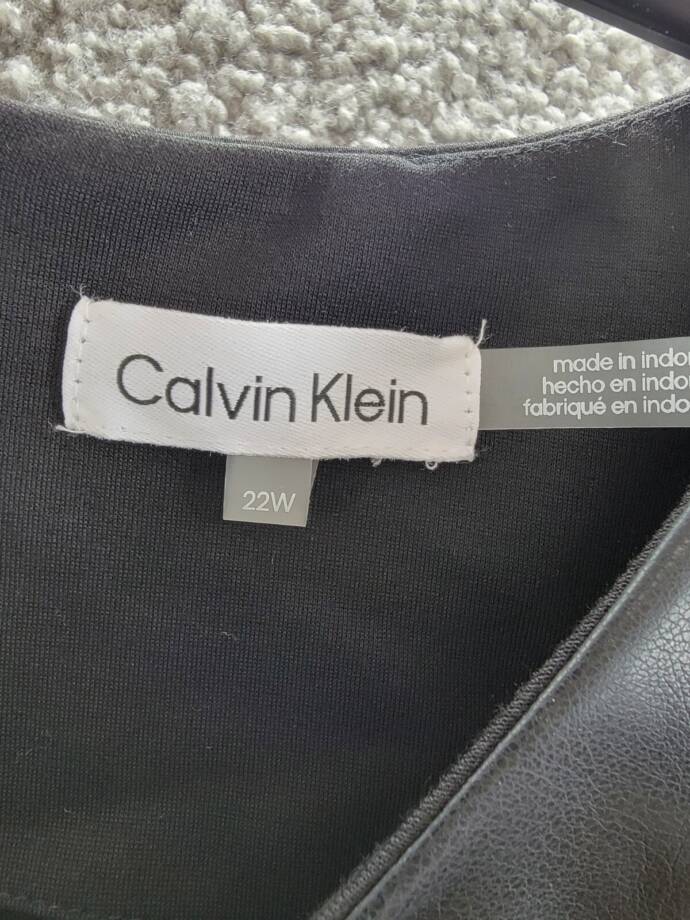 Calvin Klein
22W
made in indo
hecho en indo
fabriqué en indo